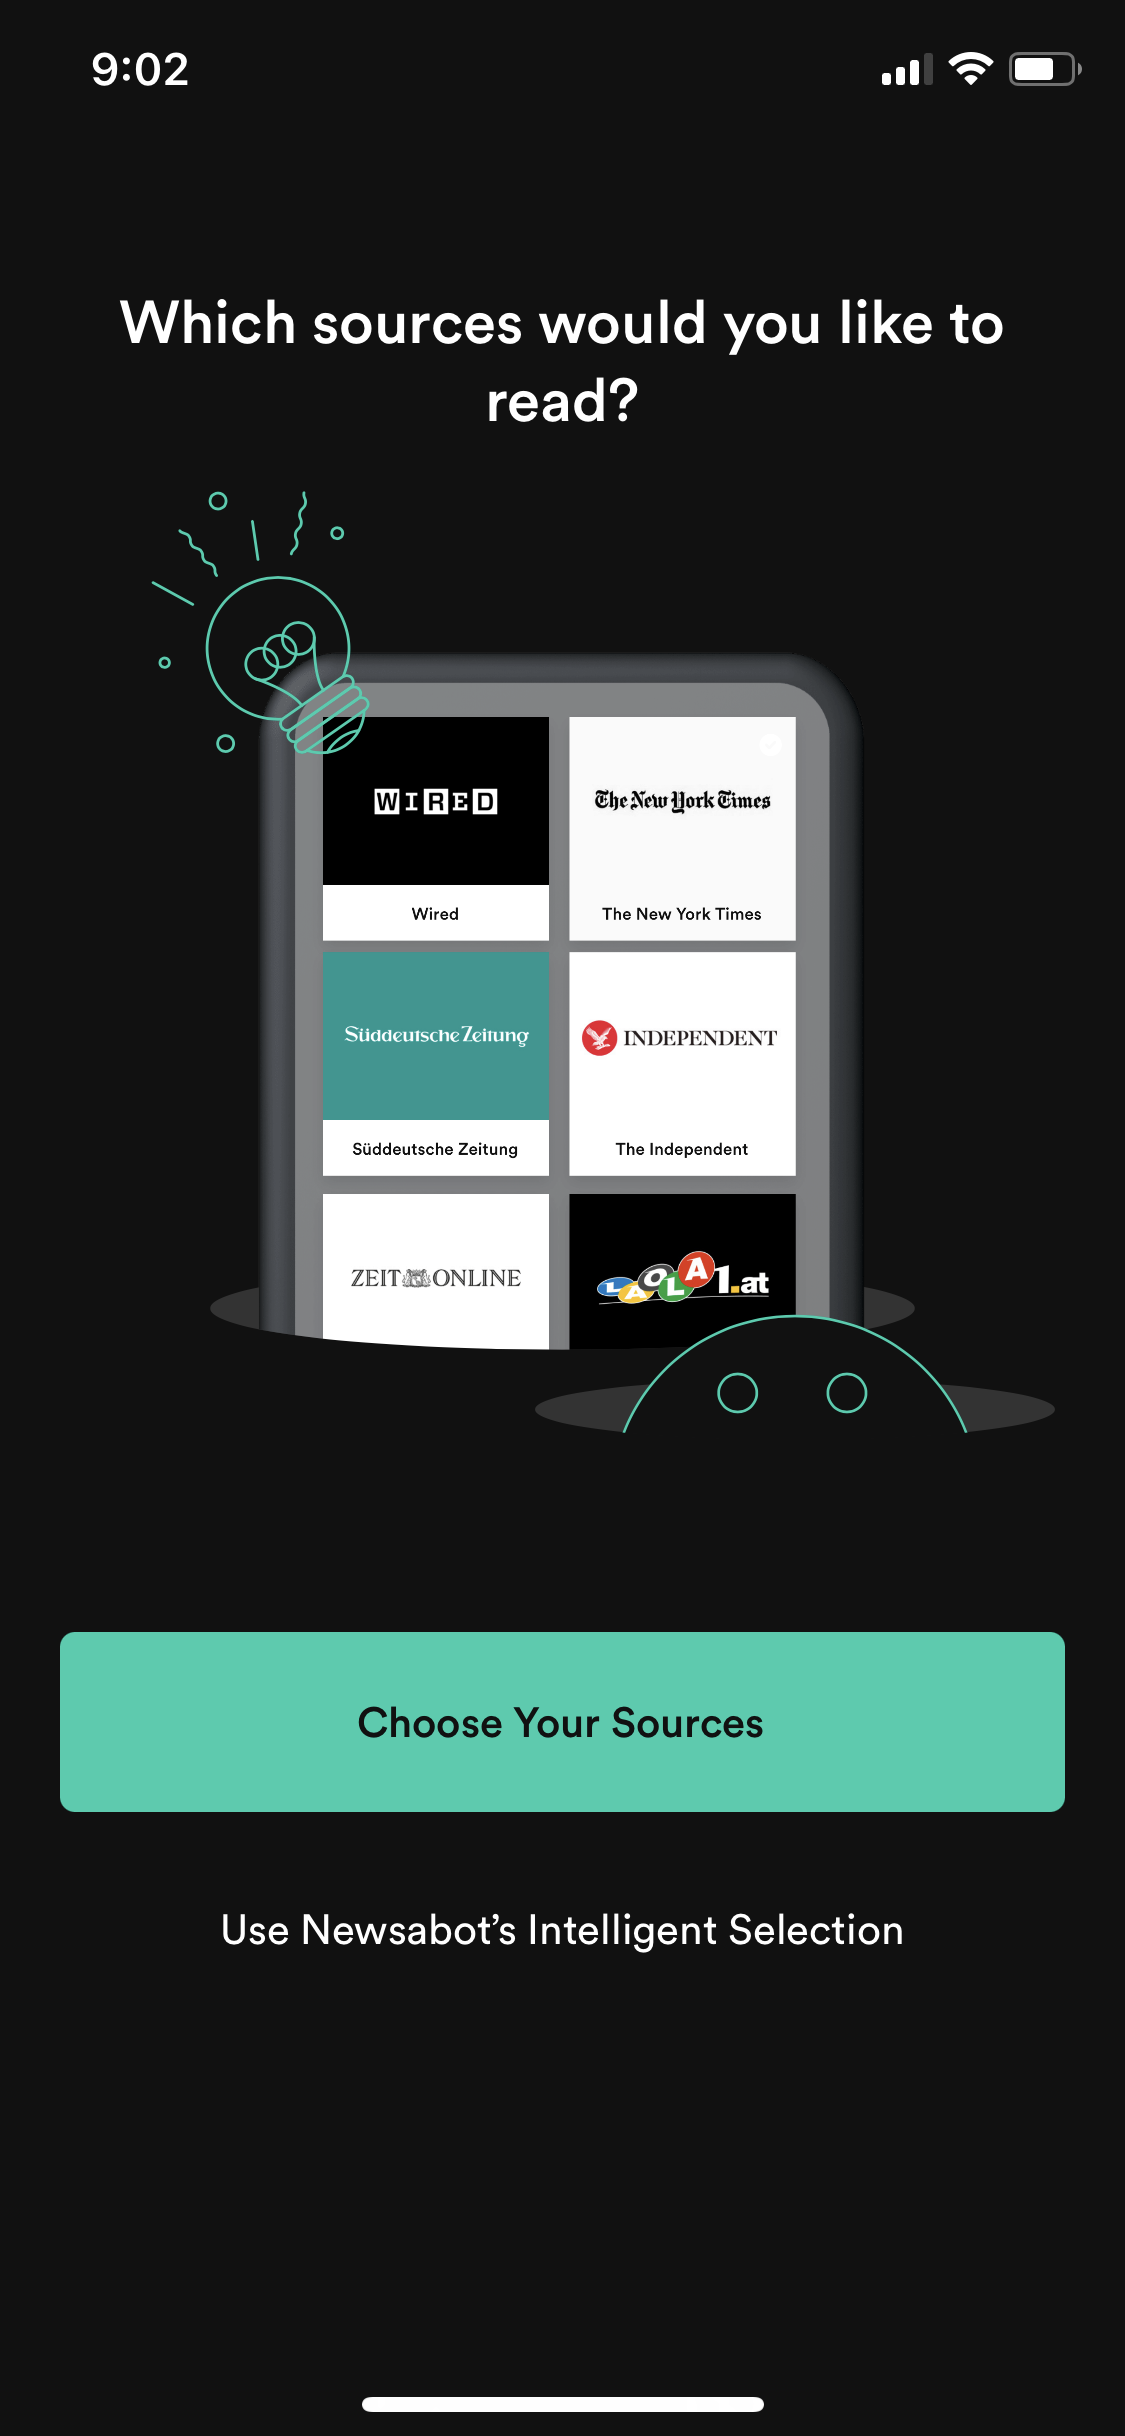 9:02
Which sources would you like to
read?
WIRED
The New York Times
Wired
The New York Times
Süddeutsche Zeitung
INDEPENDENT
Süddeutsche Zeitung
The Independent
ZEIT ONLINE
LAOLA1.at
Choose Your Sources
Use Newsabot’s Intelligent Selection